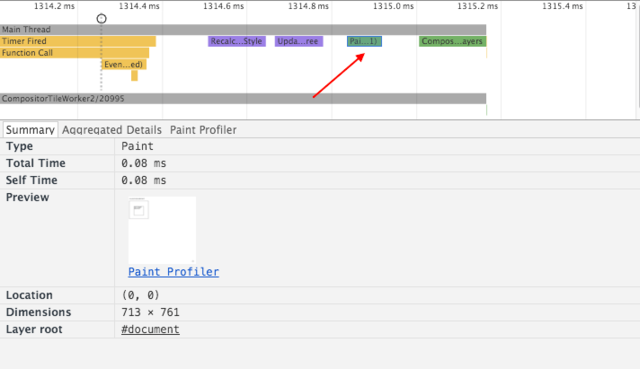 1314.2 ms 1314.4 ms 1314.6 ms 1314.8 ms 1315.0 ms 1315.2 ms 1315.4 ms 13
Main Thread
Timer Fired Recalc...Style Upda...ree Pai...1) Compos...ayers
Function Call
Even...ed)
CompositorTileWorker2/20995
Summary Aggregated Details Paint Profiler
Type Paint
Total Time 0.08 ms
Self Time 0.08 ms
Preview
Paint Profiler
Location (0, 0)
Dimensions 713 × 761
Layer root #document